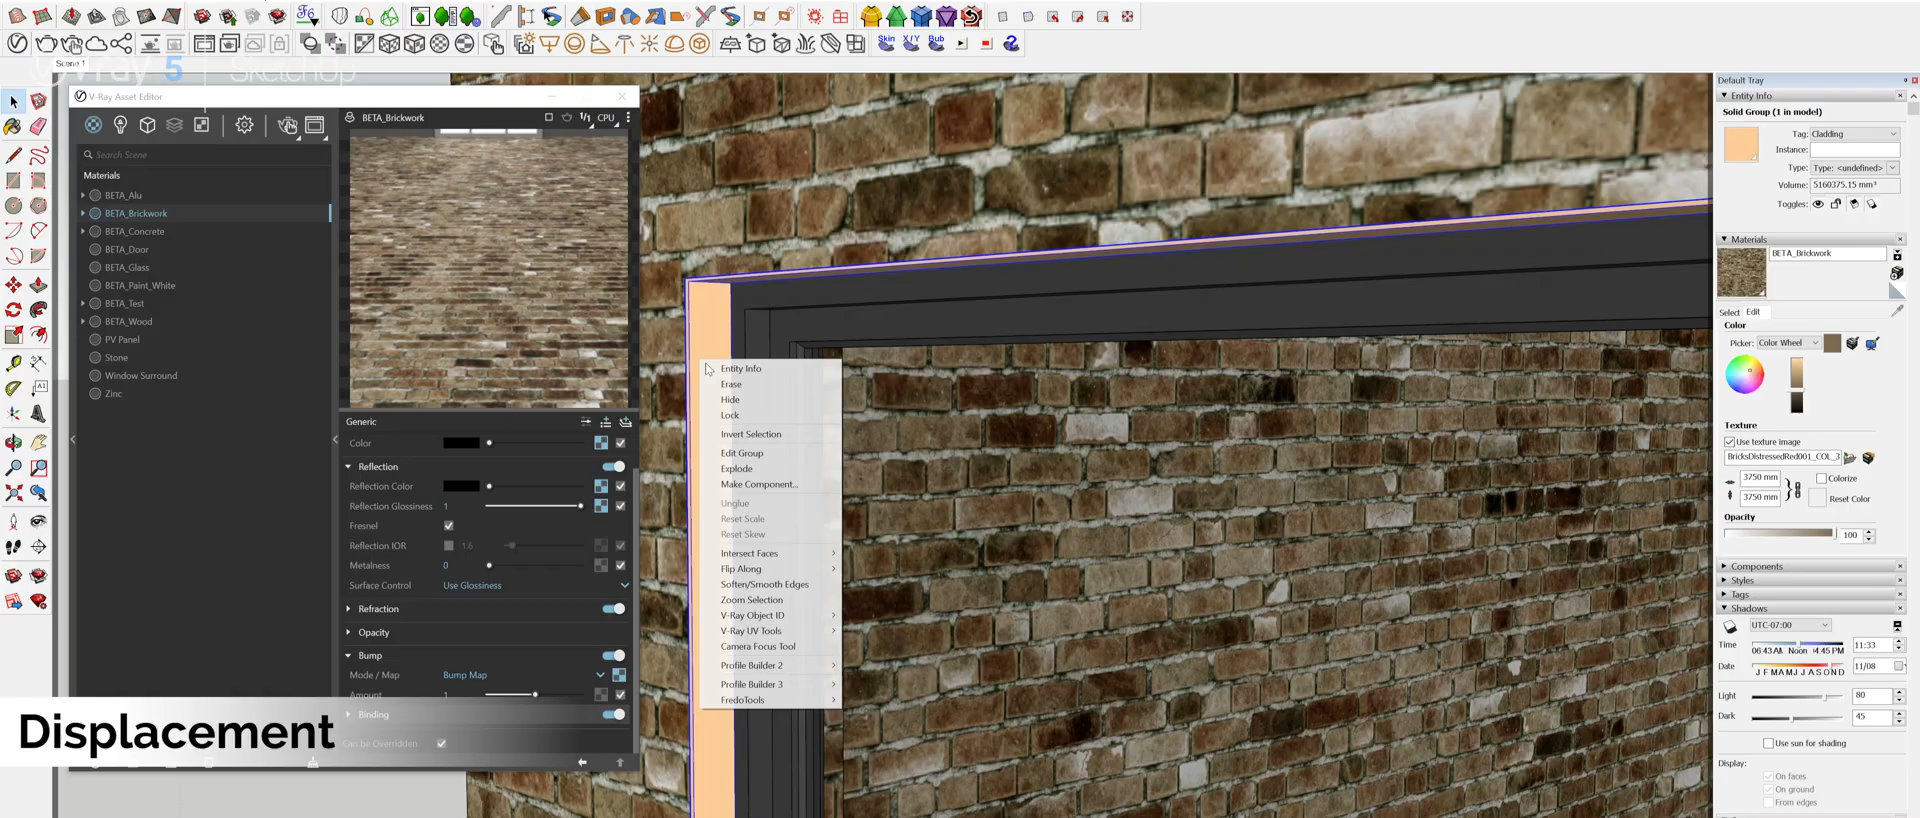 Scene 1
vray 5 | SketchUp
V-Ray Asset Editor
Search Scene
Materials
BETA_Alu
BETA_Brickwork
BETA_Concrete
BETA_Door
BETA_Glass
BETA_Paint_White
BETA_Test
BETA_Wood
PV Panel
Stone
Window Surround
Zinc
BETA_Brickwork
1/1
CPU
Generic
Color
Reflection
Reflection Color
Reflection Glossiness 1
Fresnel
Reflection IOR 1.6
Metalness 0
Surface Control Use Glossiness
Refraction
Opacity
Bump
Mode / Map Bump Map
Amount 1
Binding
Can be Overridden
Displacement
Skin
X/Y
Bub
A1
Entity Info
Erase
Hide
Lock
Invert Selection
Edit Group
Explode
Make Component...
Unglue
Reset Scale
Reset Skew
Intersect Faces
Flip Along
Soften/Smooth Edges
Zoom Selection
V-Ray Object ID
V-Ray UV Tools
Camera Focus Tool
Profile Builder 2
Profile Builder 3
FredoTools
Default Tray
Entity Info
Solid Group (1 in model)
Tag: Cladding
Instance:
Type: Type: <undefined>
Volume: 5160375.15 mm³
Toggles:
Materials
BETA_Brickwork
Select Edit
Color
Picker: Color Wheel
Texture
Use texture image
BricksDistressedRed001_COL_3
3750 mm
Colorize
3750 mm
Reset Color
Opacity
100
Components
Styles
Tags
Shadows
UTC-07:00
Time 06:43 AM Noon 04:45 PM 11:33
Date J F M A M J J A S O N D 11/08
Light 80
Dark 45
Use sun for shading
Display:
On faces
On ground
From edges